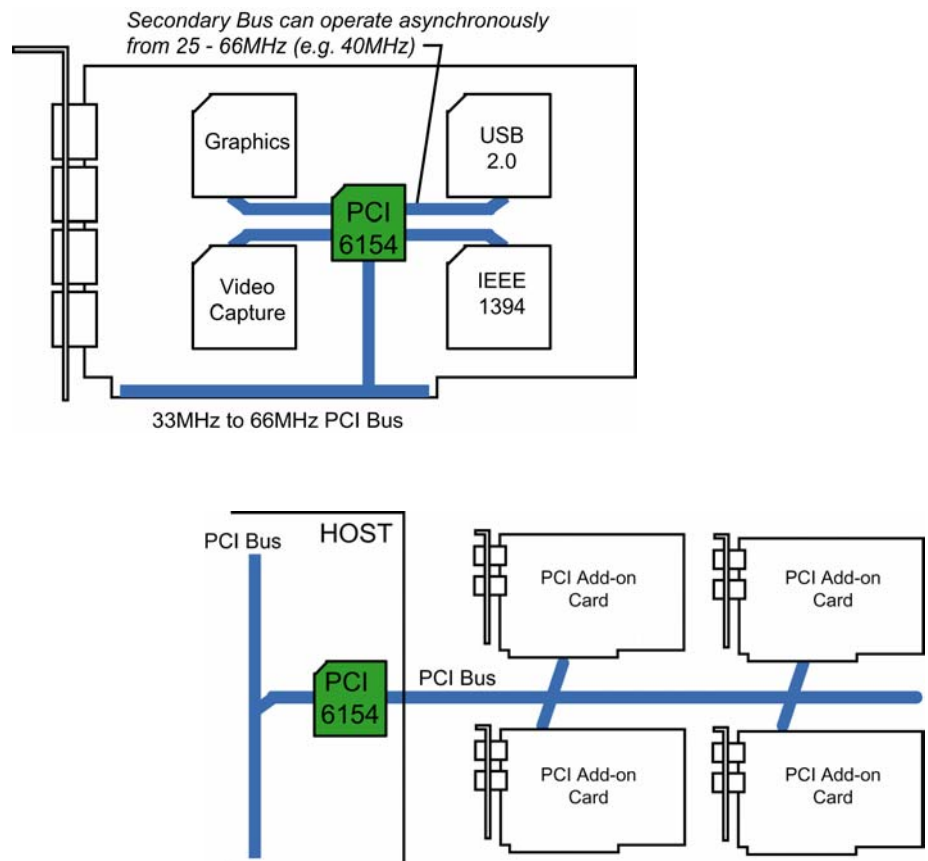 Secondary Bus can operate asynchronously
from 25 - 66MHz (e.g. 40MHz)
Graphics
USB
2.0
PCI
6154
Video
Capture
IEEE
1394
33MHz to 66MHz PCI Bus
PCI Bus
HOST
PCI
6154
PCI Bus
PCI Add-on
Card
PCI Add-on
Card
PCI Add-on
Card
PCI Add-on
Card